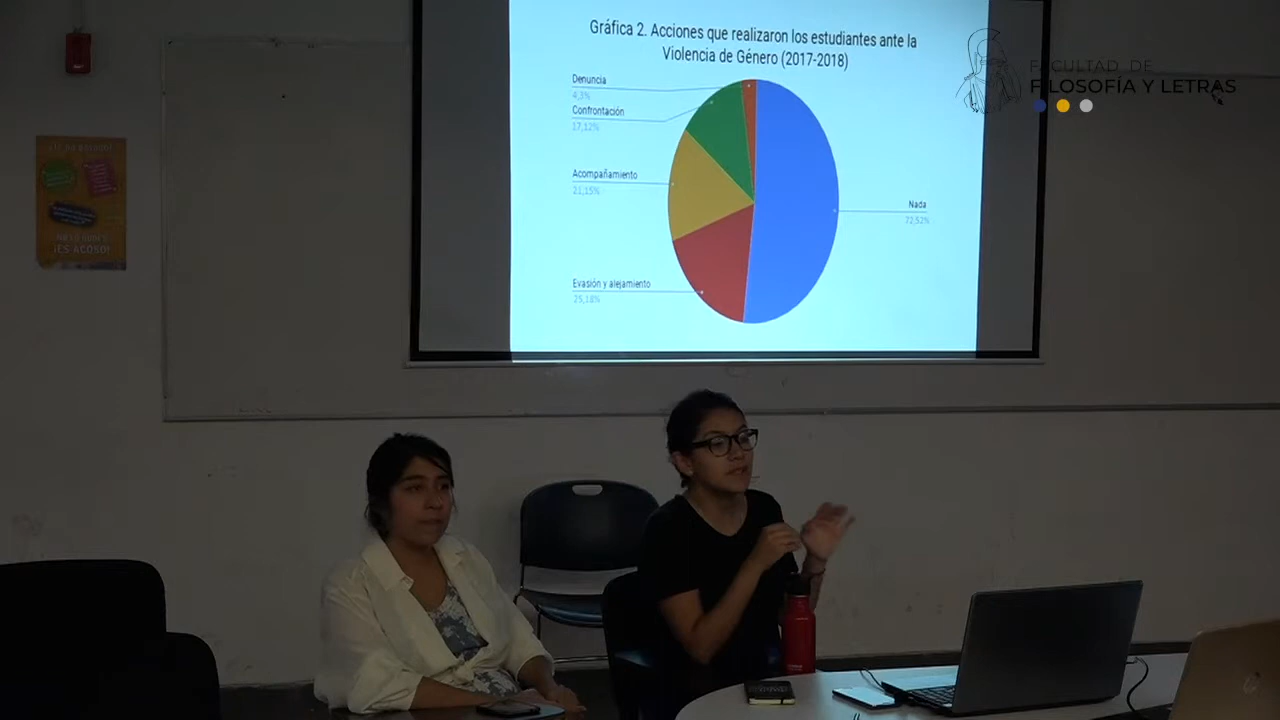 Gráfica 2. Acciones que realizaron los estudiantes ante la
Violencia de Género (2017-2018)
Denuncia
4,3%
Confrontación
17,12%
Acompañamiento
21,15%
Evasión y alejamiento
25,18%
Nada
72,52%
FACULTAD DE
FILOSOFÍA Y LETRAS
¡ES ACOSO!